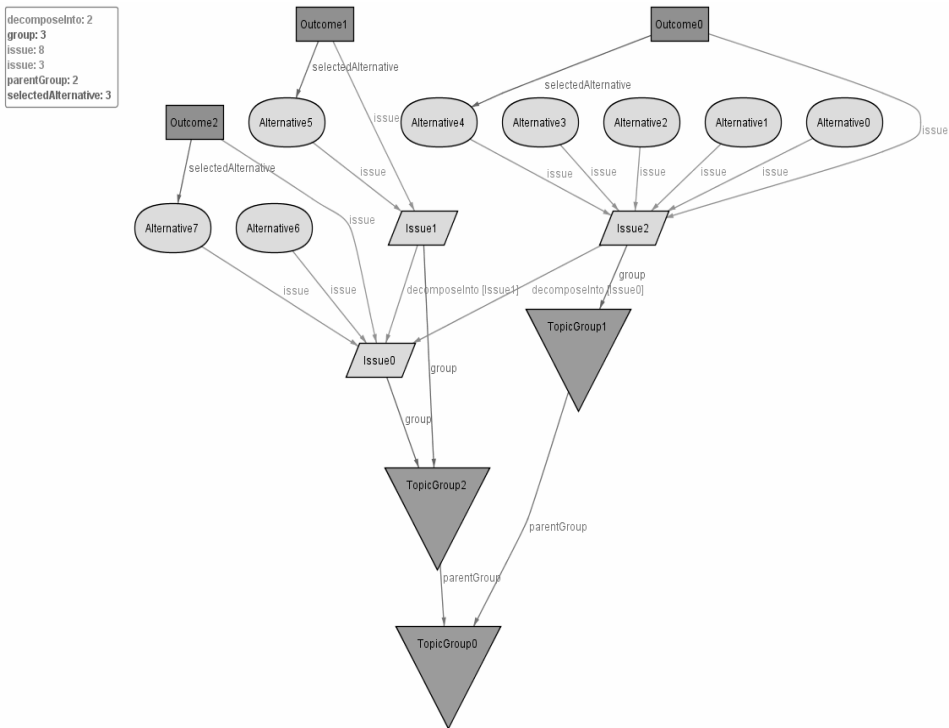 decomposeInto: 2
group: 3
issue: 8
issue: 3
parentGroup: 2
selectedAlternative: 3
Outcome1
Outcome0
selectedAlternative
selectedAlternative
Outcome2
Alternative5
issue
Alternative4
Alternative3
Alternative2
Alternative1
Alternative0
issue
selectedAlternative
issue
issue
issue
issue
issue
issue
Alternative7
Alternative6
issue
Issue1
Issue2
group
issue
issue
decomposeInto [Issue1]
decomposeInto [Issue0]
TopicGroup1
Issue0
group
group
TopicGroup2
parentGroup
parentGroup
TopicGroup0